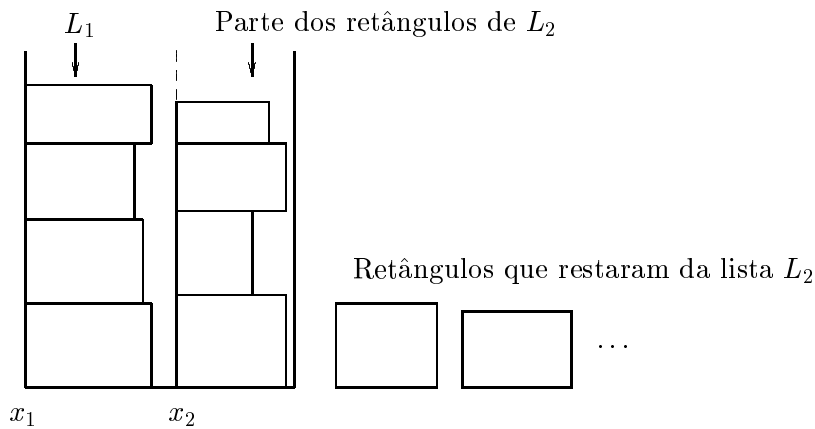 L₁
Parte dos retângulos de L₂
Retângulos que restaram da lista L₂
...
x₁
x₂